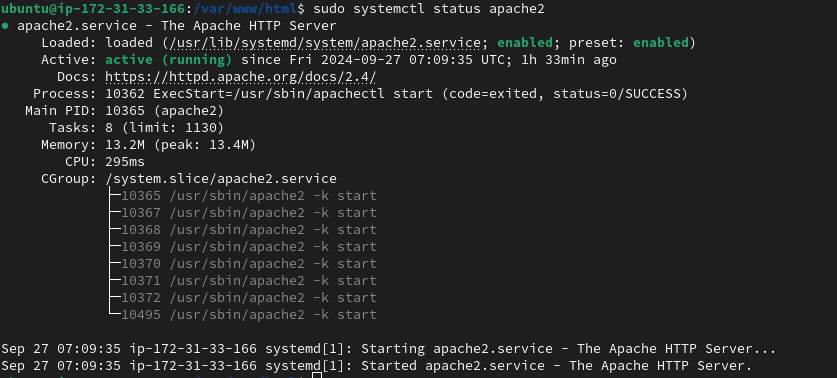 ubuntu@ip-172-31-33-166:/var/www/html$ sudo systemctl status apache2
● apache2.service - The Apache HTTP Server
     Loaded: loaded (/usr/lib/systemd/system/apache2.service; enabled; preset: enabled)
     Active: active (running) since Fri 2024-09-27 07:09:35 UTC; 1h 33min ago
       Docs: https://httpd.apache.org/docs/2.4/
    Process: 10362 ExecStart=/usr/sbin/apachectl start (code=exited, status=0/SUCCESS)
   Main PID: 10365 (apache2)
      Tasks: 8 (limit: 1130)
     Memory: 13.2M (peak: 13.4M)
        CPU: 295ms
     CGroup: /system.slice/apache2.service
             ├─10365 /usr/sbin/apache2 -k start
             ├─10367 /usr/sbin/apache2 -k start
             ├─10368 /usr/sbin/apache2 -k start
             ├─10369 /usr/sbin/apache2 -k start
             ├─10370 /usr/sbin/apache2 -k start
             ├─10371 /usr/sbin/apache2 -k start
             ├─10372 /usr/sbin/apache2 -k start
             └─10495 /usr/sbin/apache2 -k start
Sep 27 07:09:35 ip-172-31-33-166 systemd[1]: Starting apache2.service - The Apache HTTP Server...
Sep 27 07:09:35 ip-172-31-33-166 systemd[1]: Started apache2.service - The Apache HTTP Server.